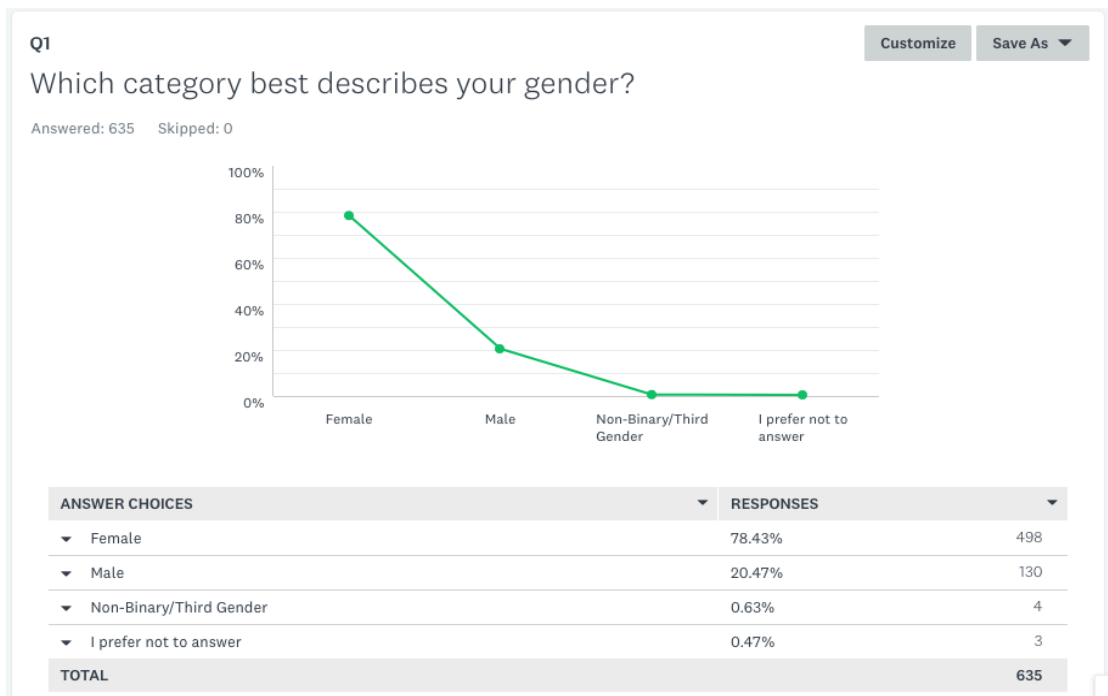 Q1
Customize
Save As
Which category best describes your gender?
Answered: 635 Skipped: 0
100%
80%
60%
40%
20%
0%
Female
Male
Non-Binary/Third
Gender
I prefer not to
answer
ANSWER CHOICES RESPONSES
Female 78.43% 498
Male 20.47% 130
Non-Binary/Third Gender 0.63% 4
I prefer not to answer 0.47% 3
TOTAL 635